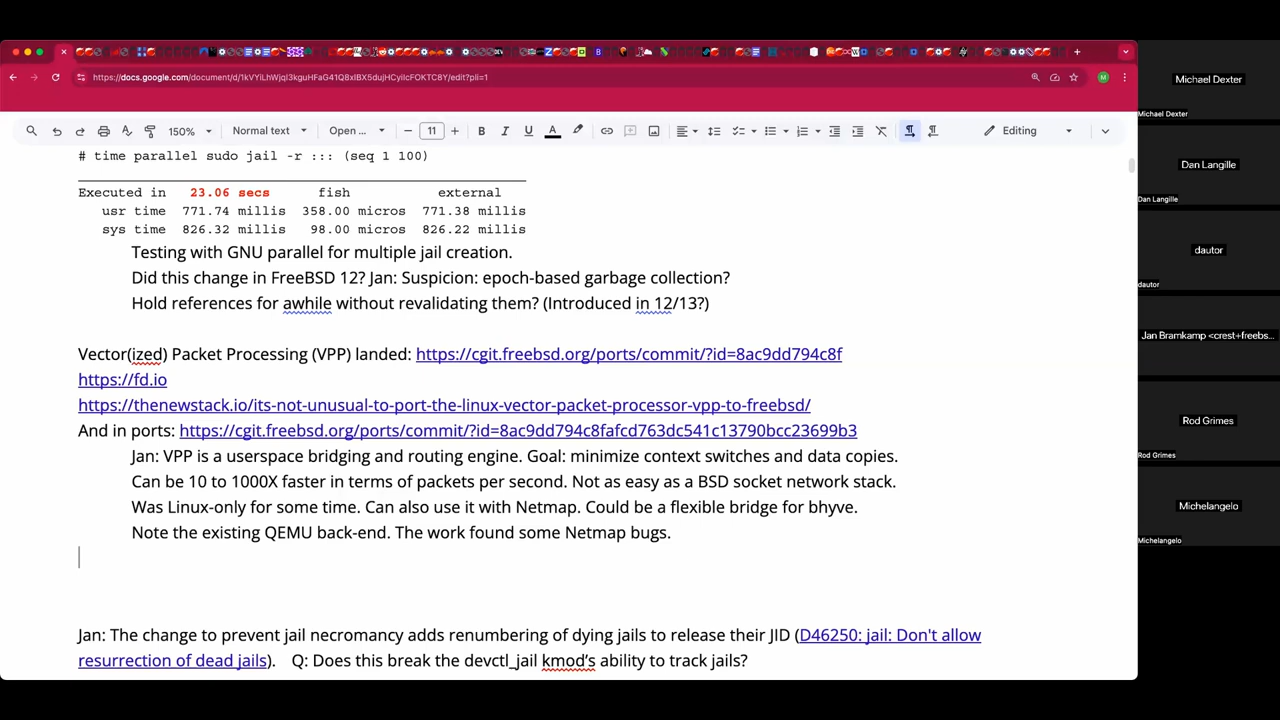 https://docs.google.com/document/d/1kVYiLhWjqI3kguHFaG41Q8xIBX5dujHCyiIcFOKTC8Y/edit?pli=1
150%
Normal text
Open ...
11
Editing
# time parallel sudo jail -r ::: (seq 1 100)
Executed in 23.06 secs fish external
usr time 771.74 millis 358.00 micros 771.38 millis
sys time 826.32 millis 98.00 micros 826.22 millis
Testing with GNU parallel for multiple jail creation.
Did this change in FreeBSD 12? Jan: Suspicion: epoch-based garbage collection?
Hold references for awhile without revalidating them? (Introduced in 12/13?)
Vector(ized) Packet Processing (VPP) landed: https://cgit.freebsd.org/ports/commit/?id=8ac9dd794c8f
https://fd.io
https://thenewstack.io/its-not-unusual-to-port-the-linux-vector-packet-processor-vpp-to-freebsd/
And in ports: https://cgit.freebsd.org/ports/commit/?id=8ac9dd794c8fafcd763dc541c13790bcc23699b3
Jan: VPP is a userspace bridging and routing engine. Goal: minimize context switches and data copies.
Can be 10 to 1000X faster in terms of packets per second. Not as easy as a BSD socket network stack.
Was Linux-only for some time. Can also use it with Netmap. Could be a flexible bridge for bhyve.
Note the existing QEMU back-end. The work found some Netmap bugs.
Jan: The change to prevent jail necromancy adds renumbering of dying jails to release their JID (D46250: jail: Don't allow
resurrection of dead jails). Q: Does this break the devctl_jail kmod's ability to track jails?
Michael Dexter
Michael Dexter
Dan Langille
Dan Langille
dautor
dautor
Jan Bramkamp <crest+freebs...
Jan Bramkamp <crest+freebs...
Rod Grimes
Rod Grimes
Michelangelo
Michelangelo